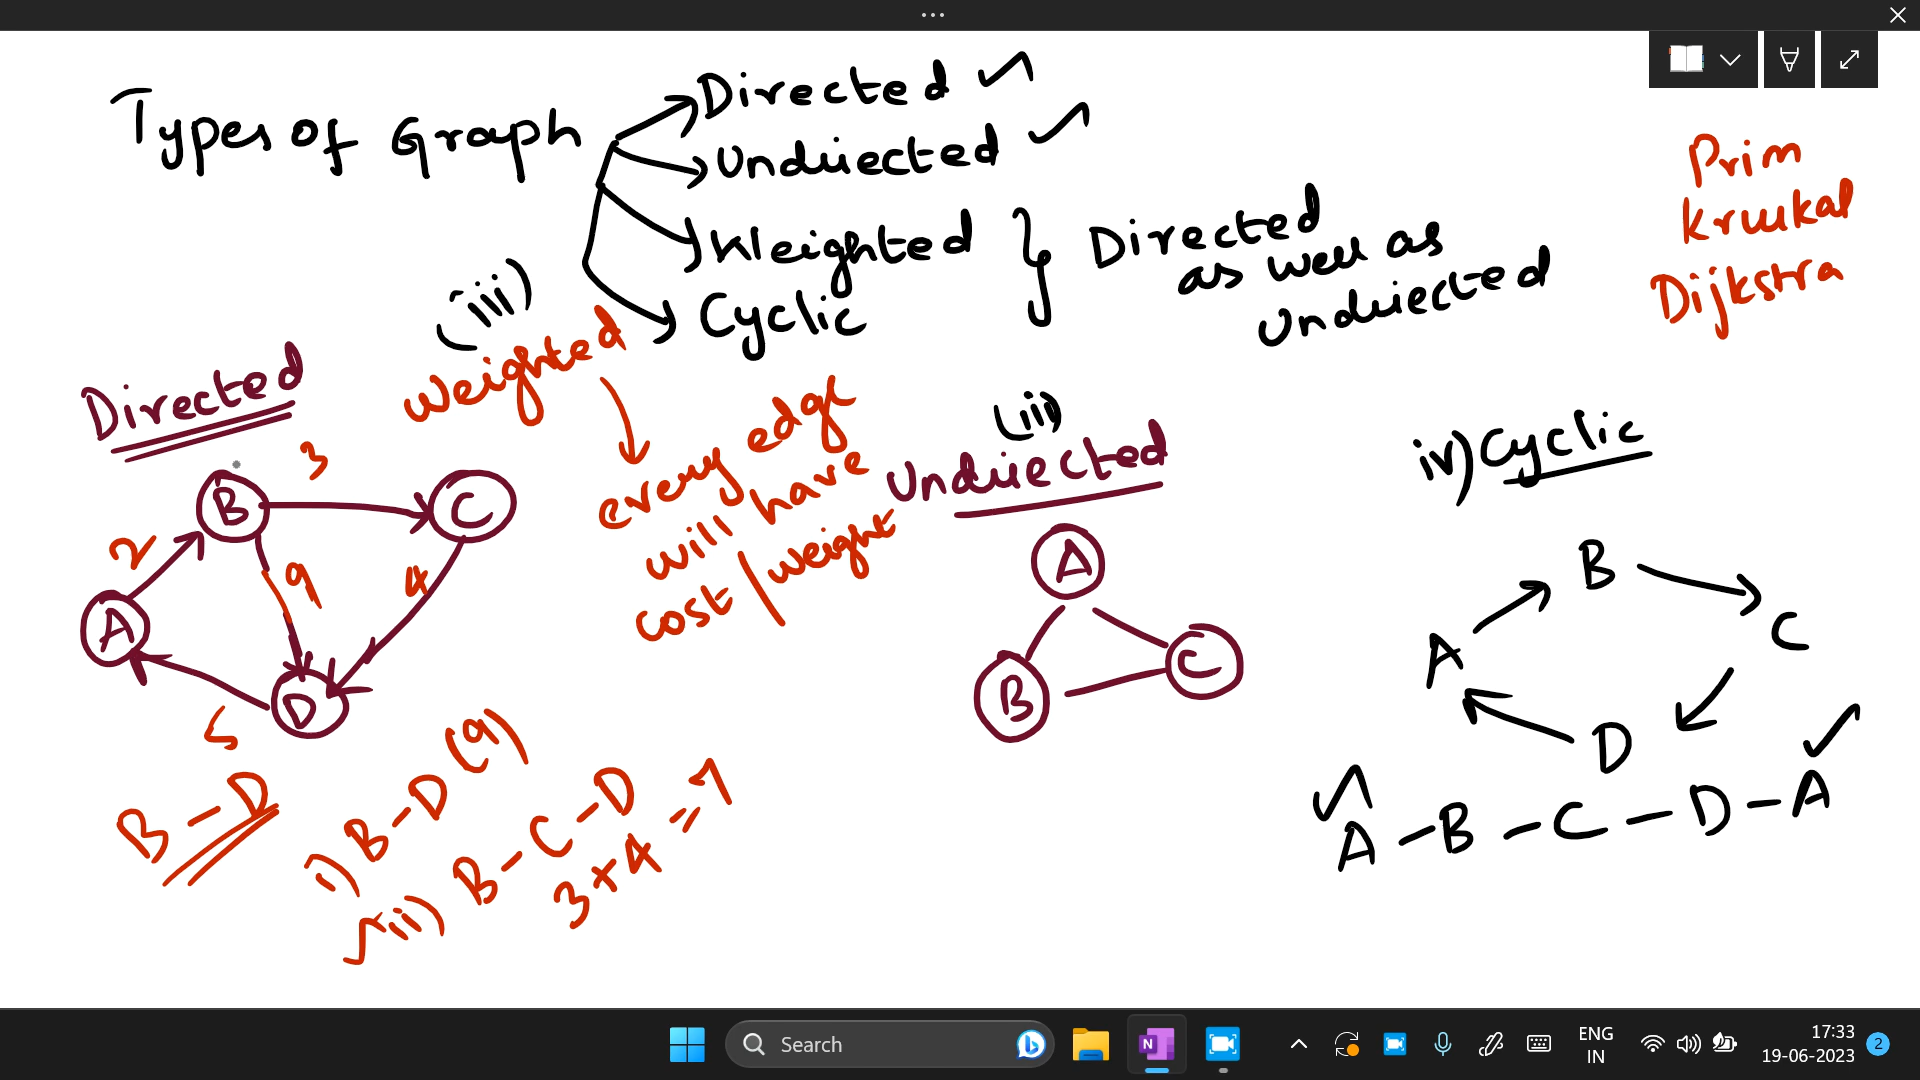 Types of Graph
Directed ✓
Undirected ✓
Weighted
Cyclic
} Directed
as well as
Undirected
Prim
Kruskal
Dijkstra
Directed
B
3
C
2
9
4
A
D
5
B – D
i) B – D (9)
✓ii) B – C – D
3 + 4 = 7
(iii)
Weighted
every edge
will have
cost / weight
(ii)
Undirected
A
B
C
iv) Cyclic
B
A
C
D
A – B – C – D – A
Search
ENG
IN
17:33
19-06-2023
2